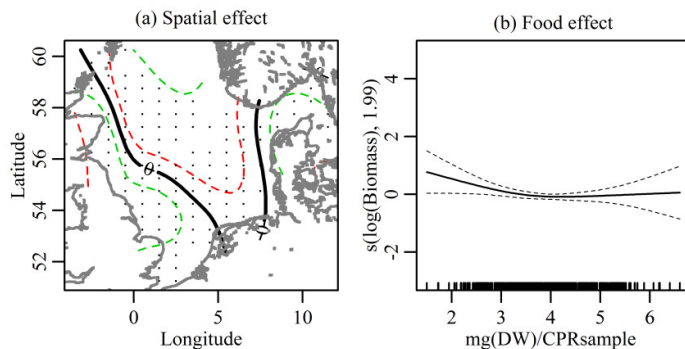 (a) Spatial effect
(b) Food effect
Latitude
60
58
56
54
52
0
0
0 5 10
Longitude
s(log(Biomass), 1.99)
4
2
0
-2
2 3 4 5 6
mg(DW)/CPRsample